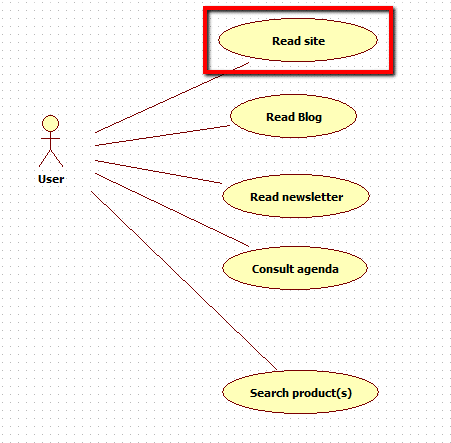 Read site
Read Blog
User
Read newsletter
Consult agenda
Search product(s)